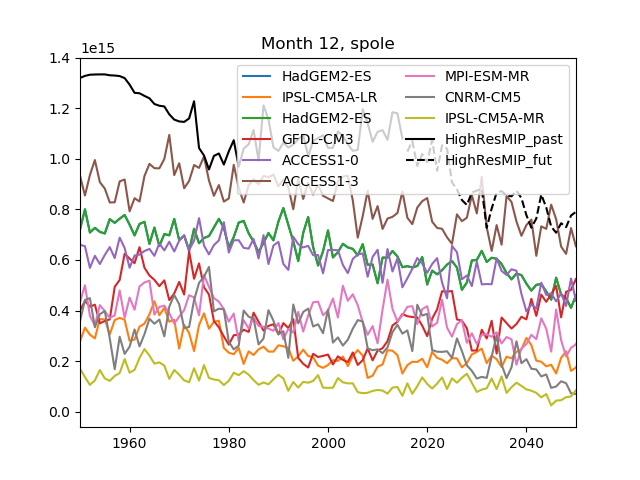 Month 12, spole
1e15
1.4
1.2
1.0
0.8
0.6
0.4
0.2
0.0
HadGEM2-ES
IPSL-CM5A-LR
HadGEM2-ES
GFDL-CM3
ACCESS1-0
ACCESS1-3
MPI-ESM-MR
CNRM-CM5
IPSL-CM5A-MR
HighResMIP_past
HighResMIP_fut
1960 1980 2000 2020 2040